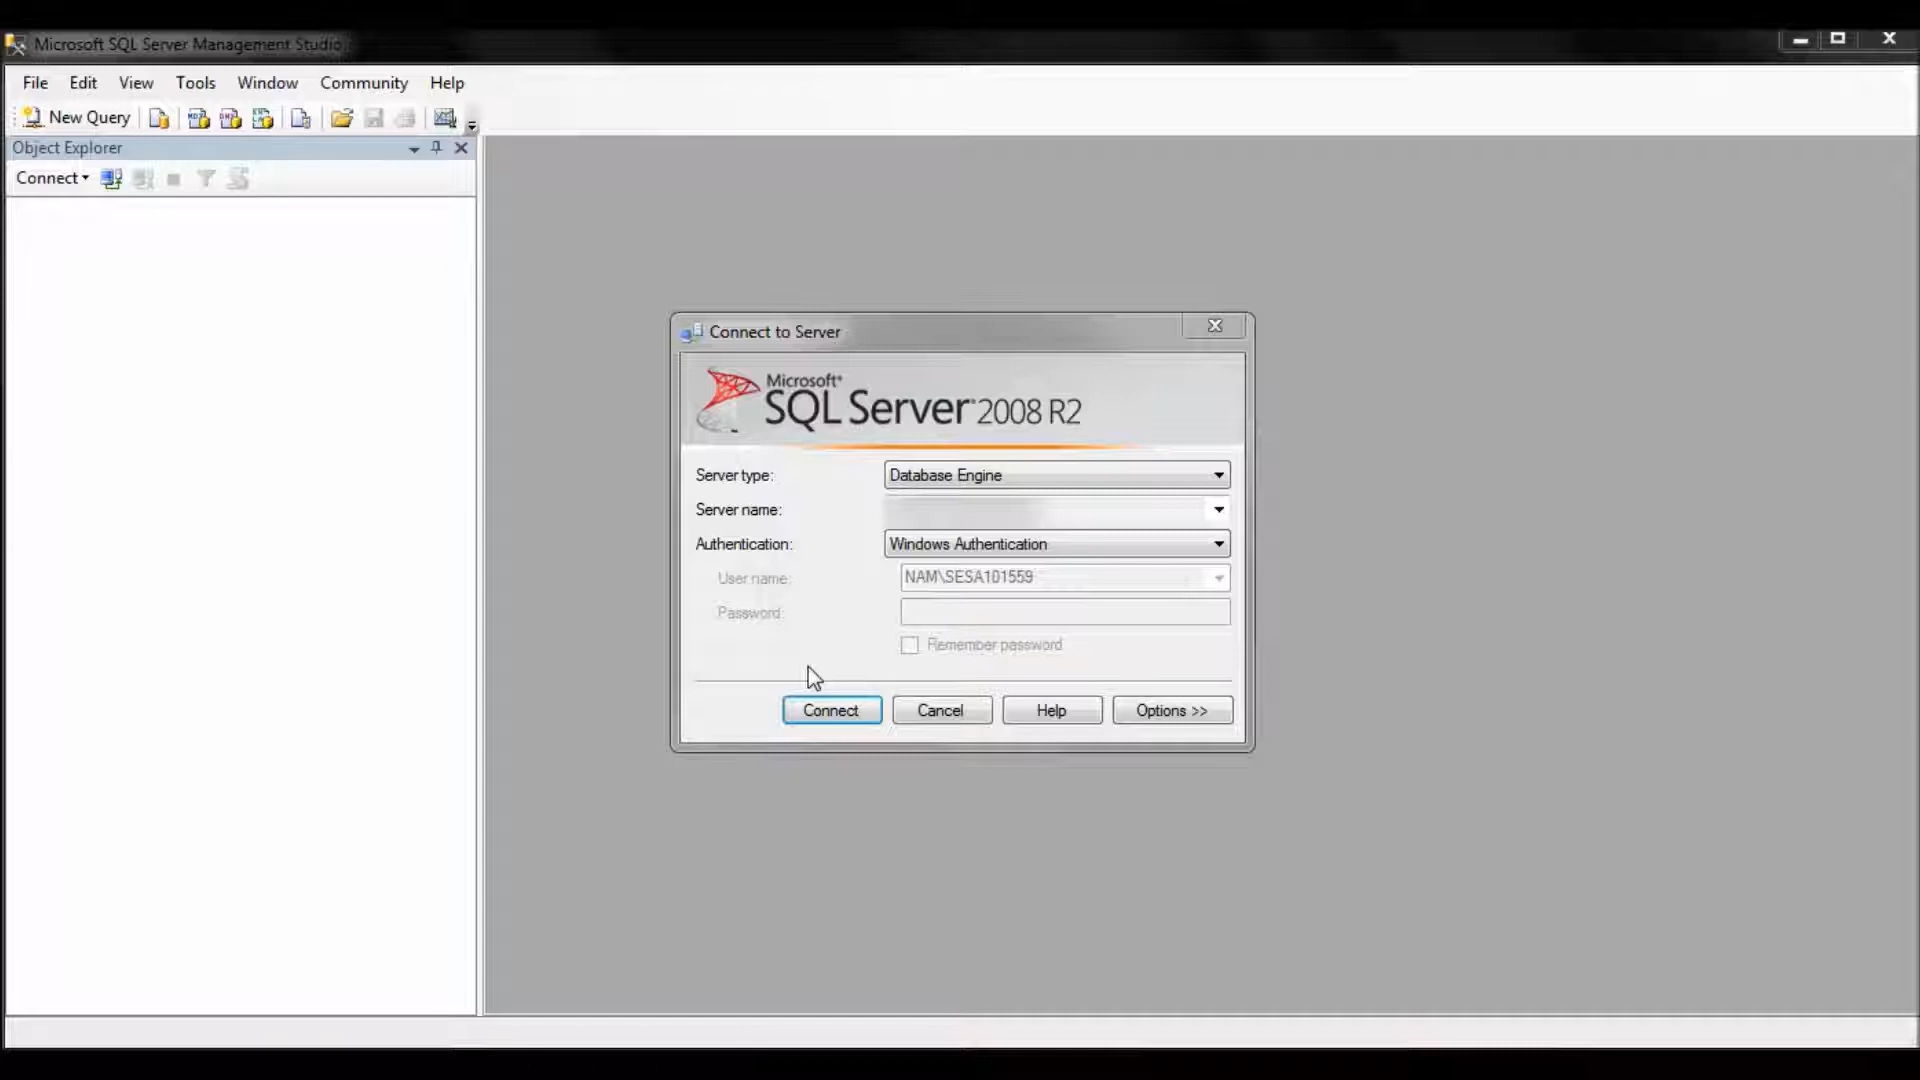 Microsoft SQL Server Management Studio
File Edit View Tools Window Community Help
New Query
Object Explorer
Connect
Connect to Server
Microsoft
SQL Server 2008 R2
Server type: Database Engine
Server name:
Authentication: Windows Authentication
User name: NAM\SESA101559
Password:
Remember password
Connect Cancel Help Options >>